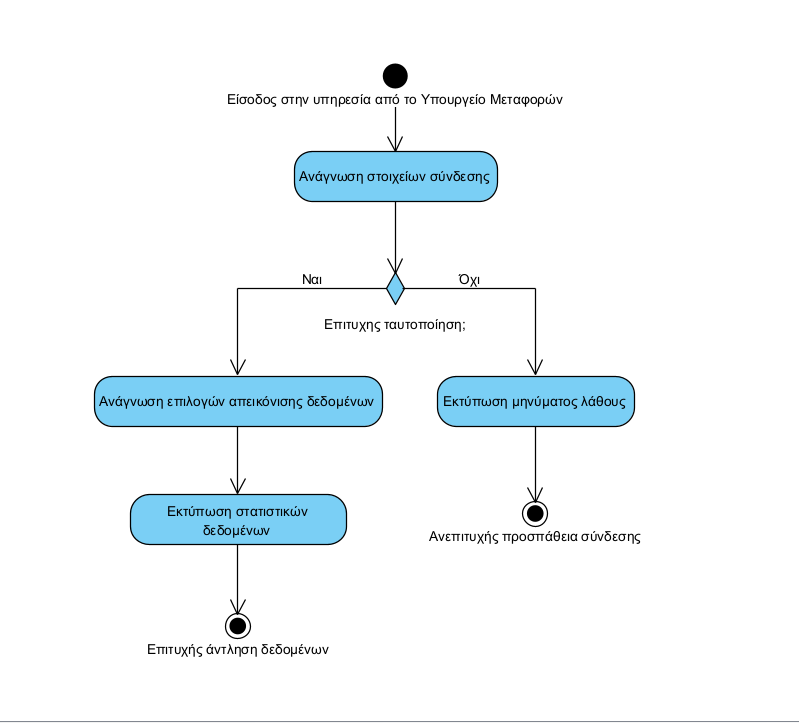 Είσοδος στην υπηρεσία από το Υπουργείο Μεταφορών
Ανάγνωση στοιχείων σύνδεσης
Ναι
Όχι
Επιτυχης ταυτοποίηση;
Ανάγνωση επιλογών απεικόνισης δεδομένων
Εκτύπωση μηνύματος λάθους
Εκτύπωση στατιστικών
δεδομένων
Ανεπιτυχής προσπάθεια σύνδεσης
Επιτυχής άντληση δεδομένων